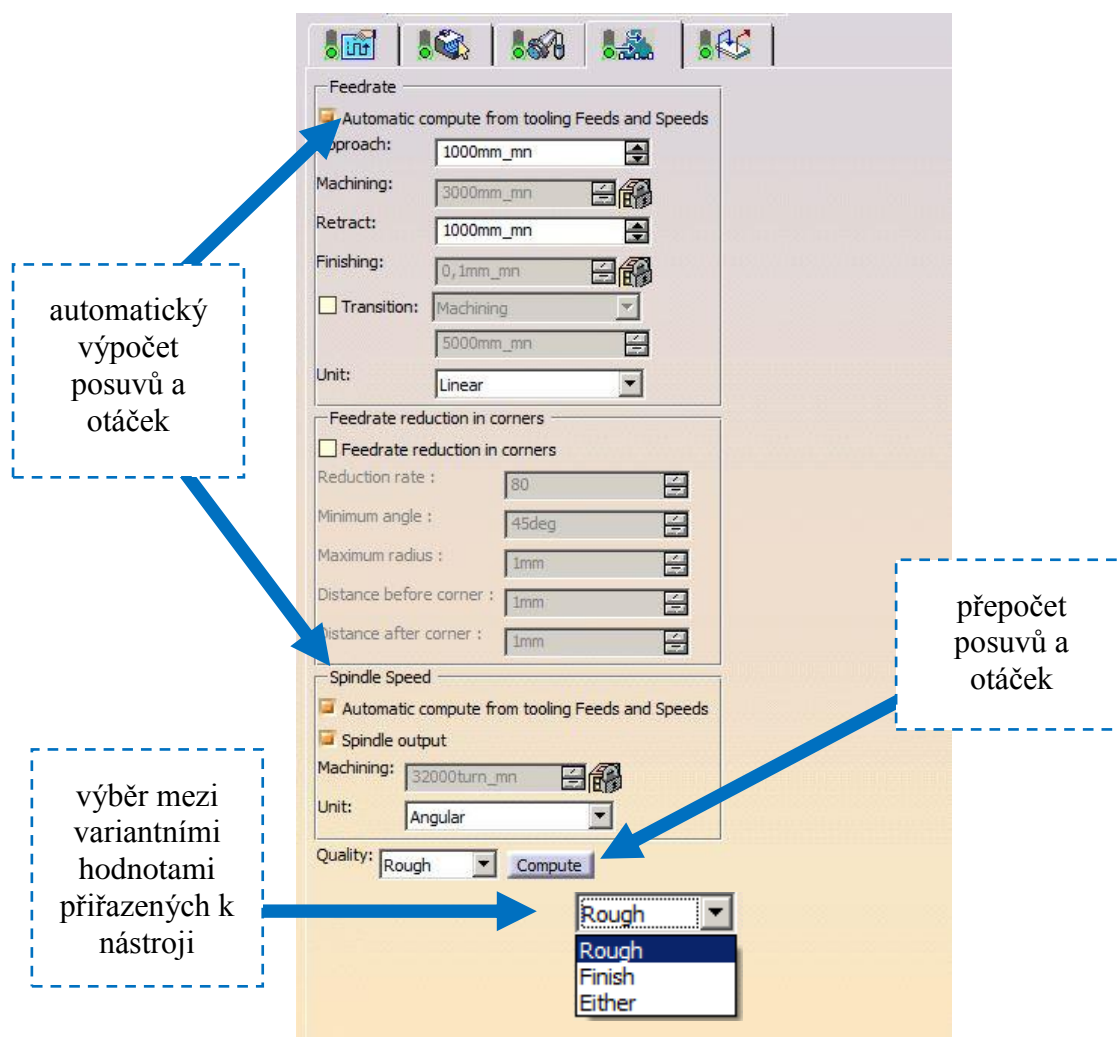 Feedrate
Automatic compute from tooling Feeds and Speeds
pproach:
1000mm_mn
Machining:
3000mm_mn
Retract:
1000mm_mn
Finishing:
0,1mm_mn
Transition:
Machining
5000mm_mn
Unit:
Linear
automatický
výpočet
posuvů a
otáček
Feedrate reduction in corners
Feedrate reduction in corners
Reduction rate :
80
Minimum angle :
45deg
Maximum radius :
1mm
Distance before corner :
1mm
Distance after corner :
1mm
přepočet
posuvů a
otáček
Spindle Speed
Automatic compute from tooling Feeds and Speeds
Spindle output
Machining:
32000turn_mn
Unit:
Angular
Quality:
Rough
Compute
výběr mezi
variantními
hodnotami
přiřazených k
nástroji
Rough
Rough
Finish
Either